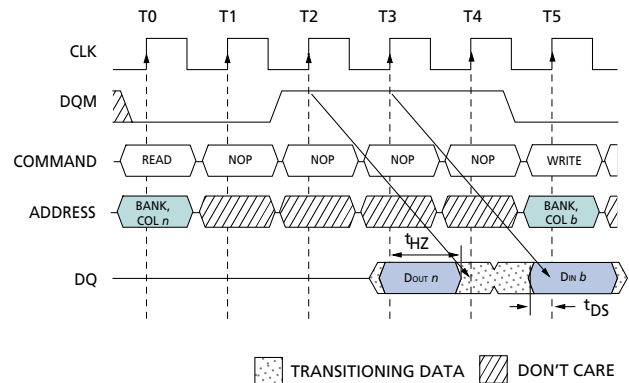 T0 T1 T2 T3 T4 T5
CLK
DQM
COMMAND READ NOP NOP NOP NOP WRITE
ADDRESS BANK, COL n BANK, COL b
tHZ
DQ DOUT n DIN b
tDS
TRANSITIONING DATA DON'T CARE